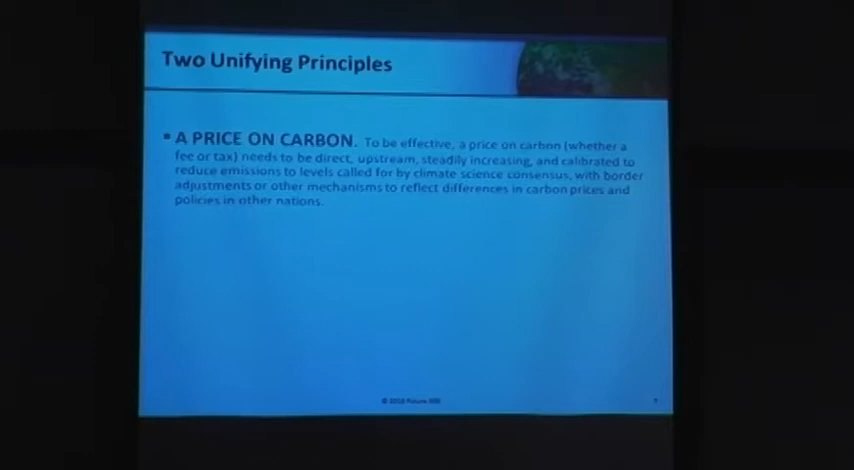 Two Unifying Principles
▪ A PRICE ON CARBON. To be effective, a price on carbon (whether a
fee or tax) needs to be direct, upstream, steadily increasing, and calibrated to
reduce emissions to levels called for by climate science consensus, with border
adjustments or other mechanisms to reflect differences in carbon prices and
policies in other nations.
©